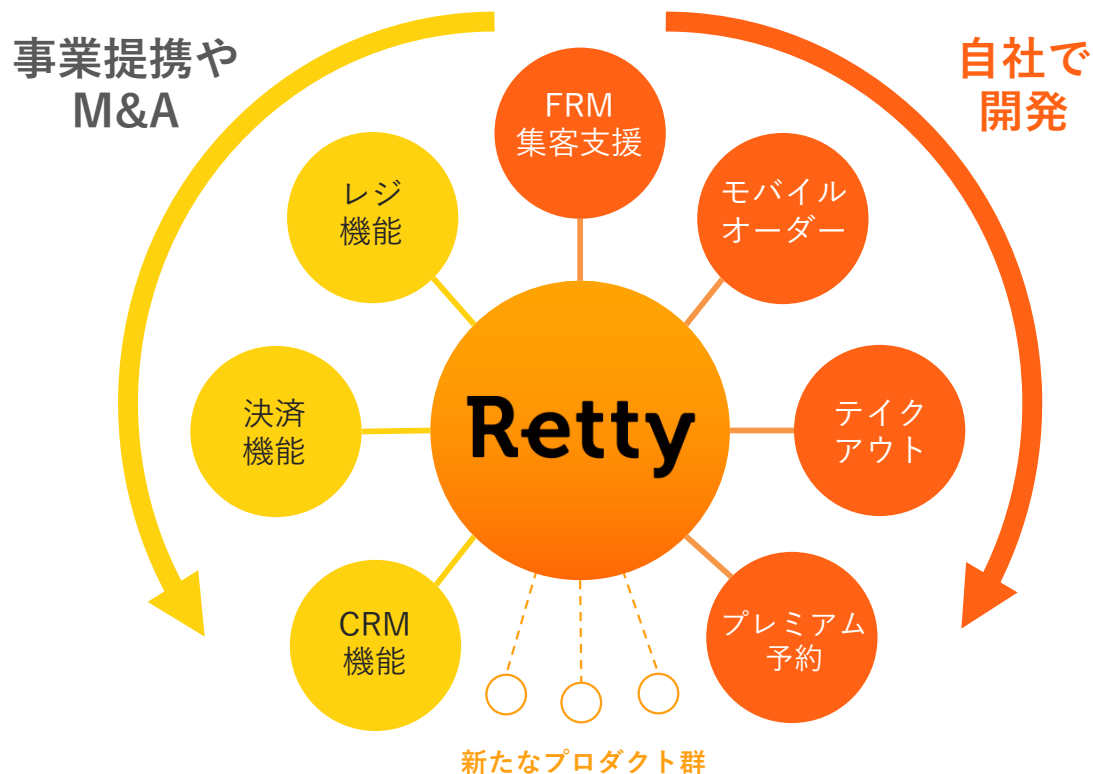 事業提携や
M&A
自社で
開発
FRM
集客支援
モバイル
オーダー
テイク
アウト
プレミアム
予約
レジ
機能
決済
機能
CRM
機能
Retty
新たなプロダクト群